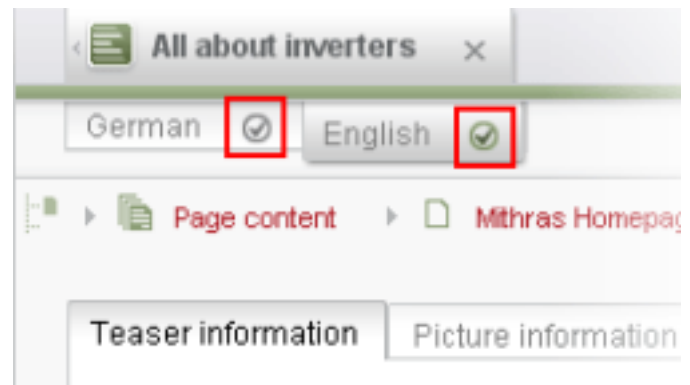 All about inverters
German English
Page content Mithras Homepag
Teaser information Picture information